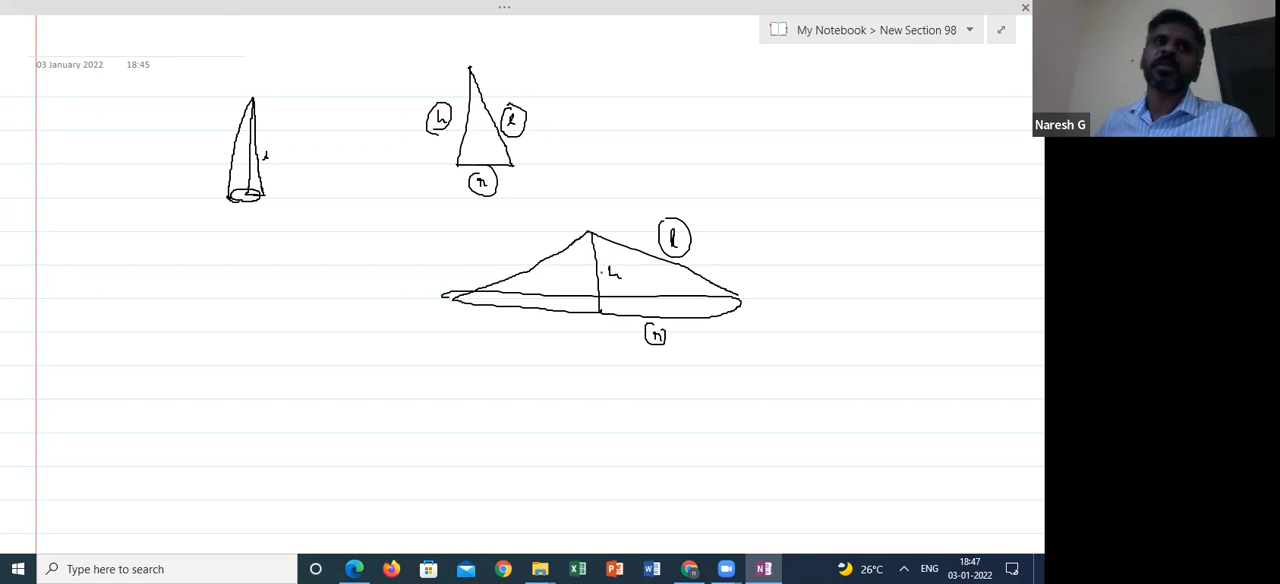 My Notebook > New Section 98
03 January 2022 18:45
Naresh G
h
l
l
r
l
h
r
Type here to search
26°C
ENG
18:47
03-01-2022